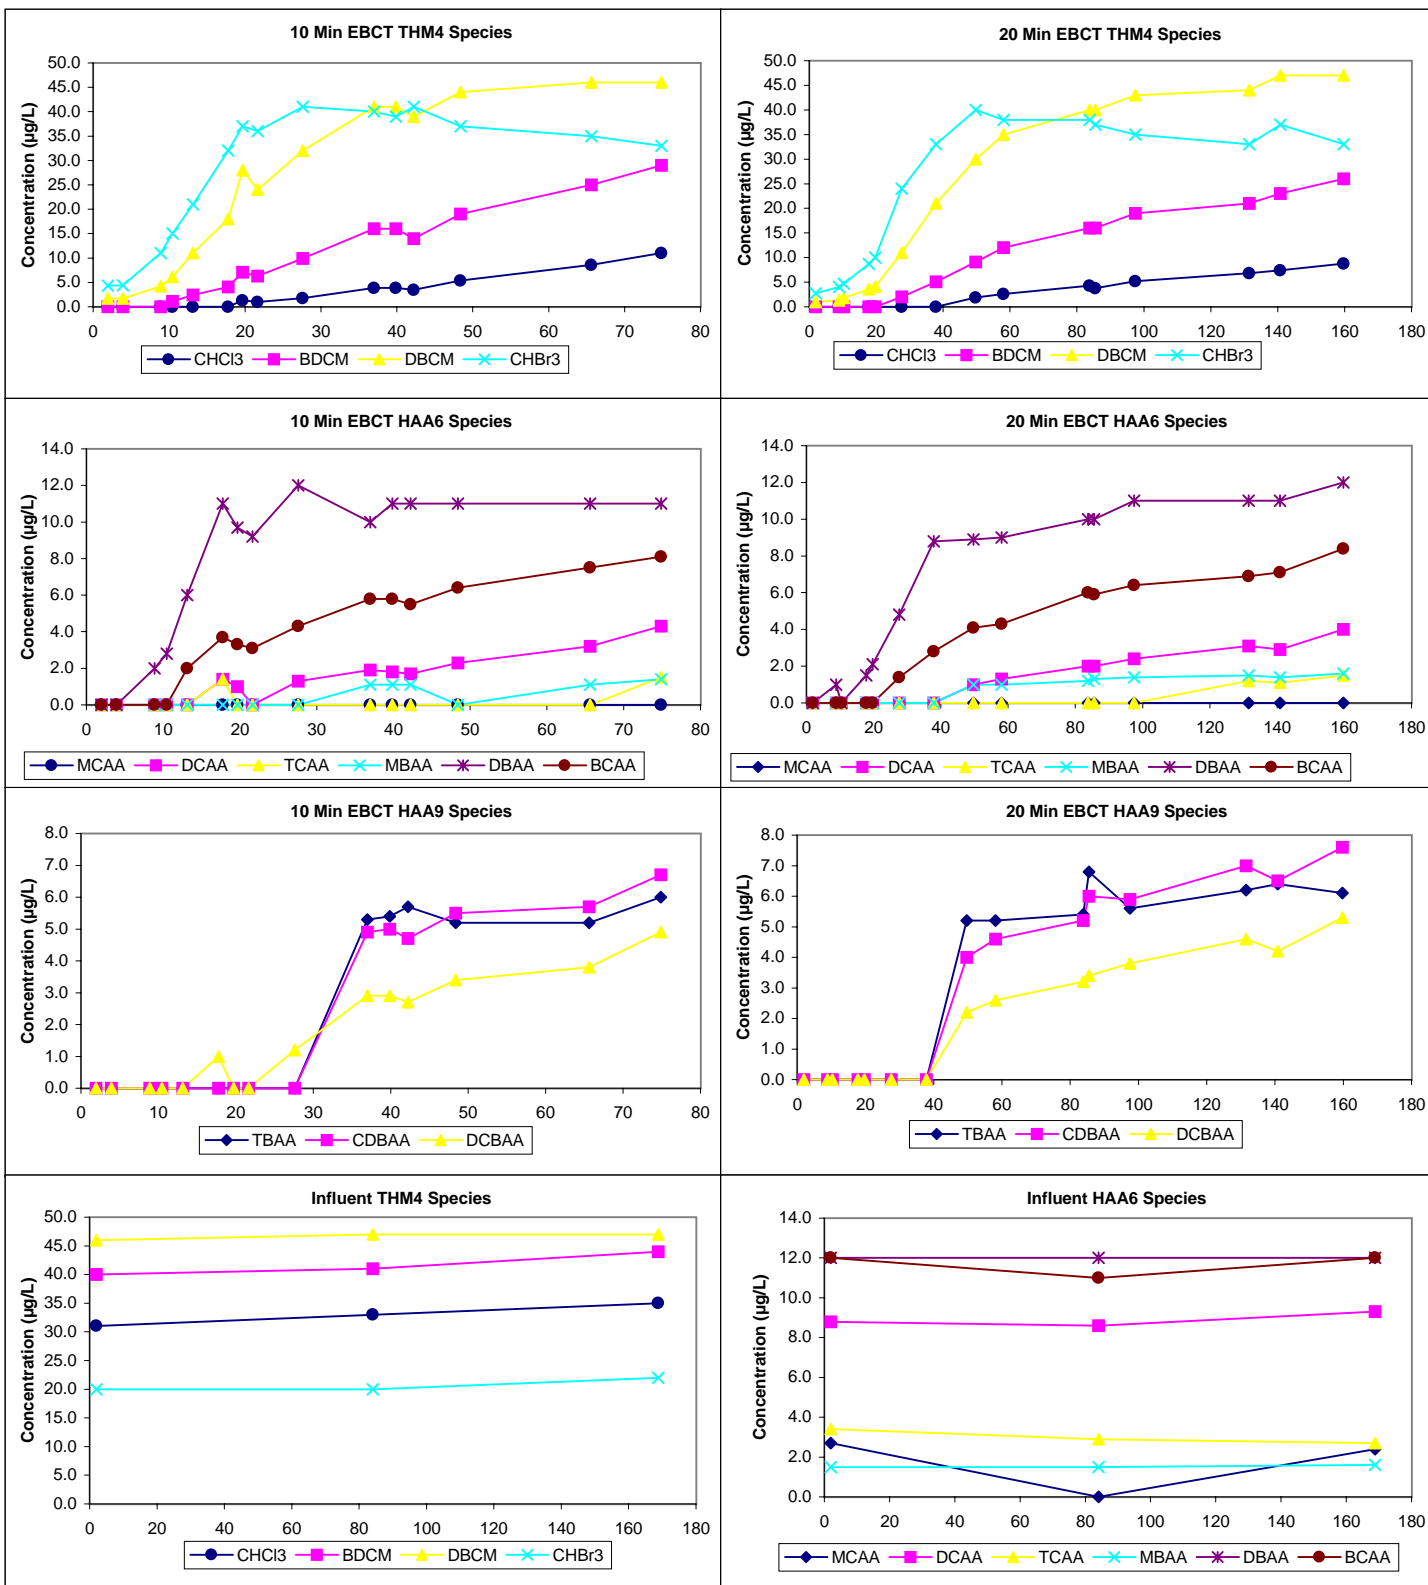 10 Min EBCT THM4 Species
Concentration (µg/L)
50.0
45.0
40.0
35.0
30.0
25.0
20.0
15.0
10.0
5.0
0.0
0 10 20 30 40 50 60 70 80
CHCl3 BDCM DBCM CHBr3
20 Min EBCT THM4 Species
Concentration (µg/L)
50.0
45.0
40.0
35.0
30.0
25.0
20.0
15.0
10.0
5.0
0.0
0 20 40 60 80 100 120 140 160 180
CHCl3 BDCM DBCM CHBr3
10 Min EBCT HAA6 Species
Concentration (µg/L)
14.0
12.0
10.0
8.0
6.0
4.0
2.0
0.0
0 10 20 30 40 50 60 70 80
MCAA DCAA TCAA MBAA DBAA BCAA
20 Min EBCT HAA6 Species
Concentration (µg/L)
14.0
12.0
10.0
8.0
6.0
4.0
2.0
0.0
0 20 40 60 80 100 120 140 160 180
MCAA DCAA TCAA MBAA DBAA BCAA
10 Min EBCT HAA9 Species
Concentration (µg/L)
8.0
7.0
6.0
5.0
4.0
3.0
2.0
1.0
0.0
0 10 20 30 40 50 60 70 80
TBAA CDBAA DCBAA
20 Min EBCT HAA9 Species
Concentration (µg/L)
8.0
7.0
6.0
5.0
4.0
3.0
2.0
1.0
0.0
0 20 40 60 80 100 120 140 160 180
TBAA CDBAA DCBAA
Influent THM4 Species
Concentration (µg/L)
50.0
45.0
40.0
35.0
30.0
25.0
20.0
15.0
10.0
5.0
0.0
0 20 40 60 80 100 120 140 160 180
CHCl3 BDCM DBCM CHBr3
Influent HAA6 Species
Concentration (µg/L)
14.0
12.0
10.0
8.0
6.0
4.0
2.0
0.0
0 20 40 60 80 100 120 140 160 180
MCAA DCAA TCAA MBAA DBAA BCAA